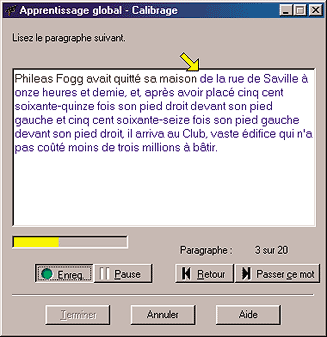 Apprentissage global - Calibrage
Lisez le paragraphe suivant.
Phileas Fogg avait quitté sa maison de la rue de Saville à
onze heures et demie, et, après avoir placé cinq cent
soixante-quinze fois son pied droit devant son pied
gauche et cinq cent soixante-seize fois son pied gauche
devant son pied droit, il arriva au Club, vaste édifice qui n'a
pas coûté moins de trois millions à bâtir.
Paragraphe : 3 sur 20
Enreg. Pause Retour Passer ce mot
Terminer Annuler Aide